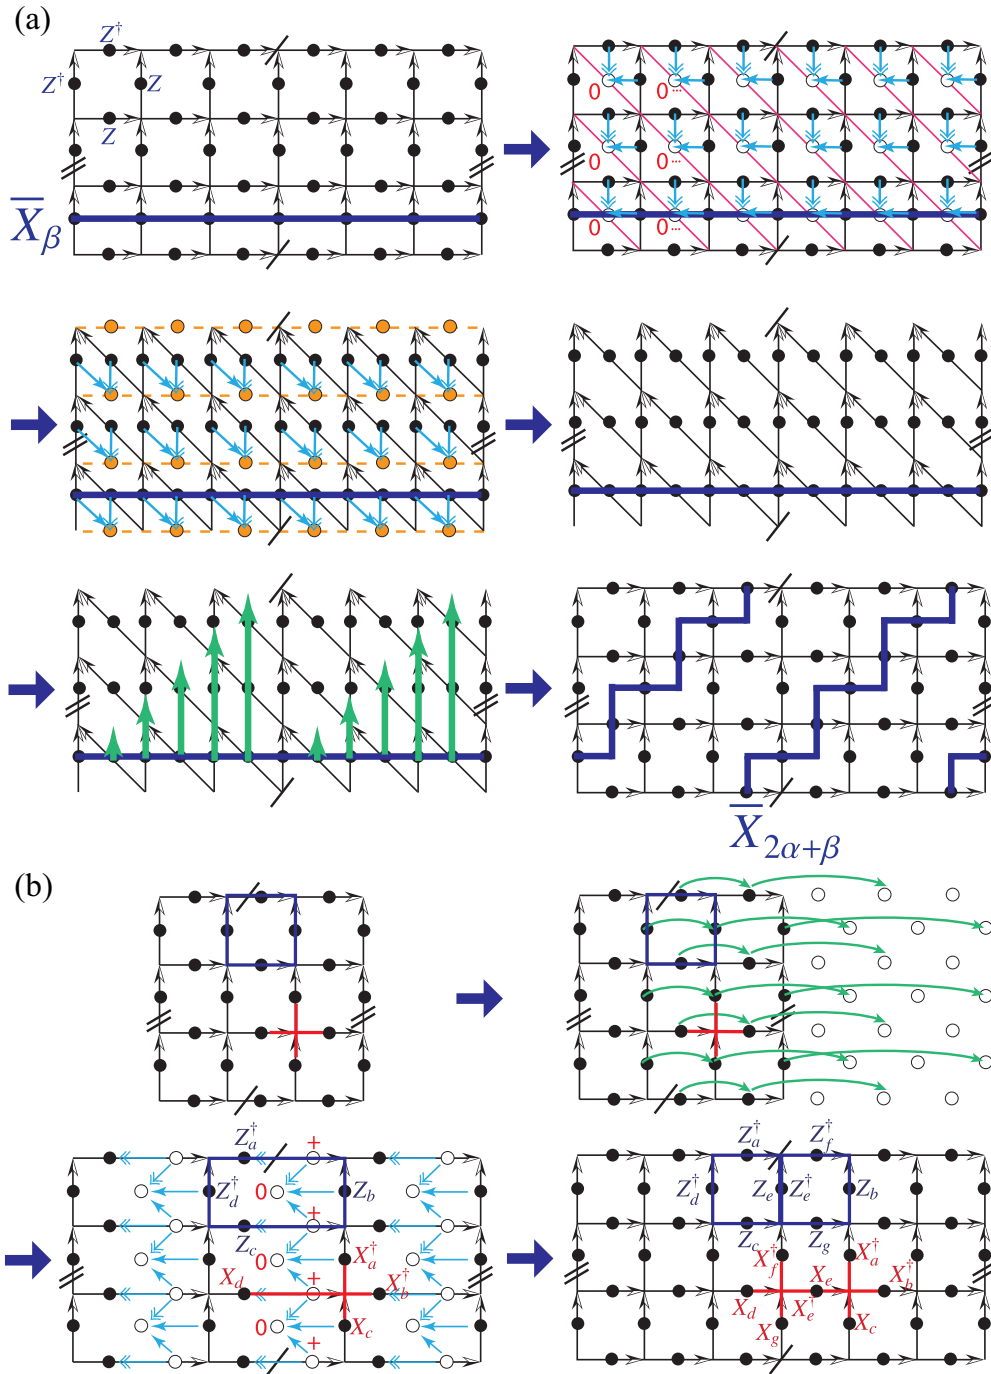 (a)
Z†
Z† Z
Z
X̅β
0 0...
0 0...
0 0...
X̅2α+β
(b)
Z†a +
Z†d 0 Zb
Zc +
0 X†a
Xd + X†b
0 Xc
+
Z†a Z†f
Z†d Ze Z†e Zb
Zc Zg
X†f X†a
Xe X†b
Xd X†e
Xg Xc